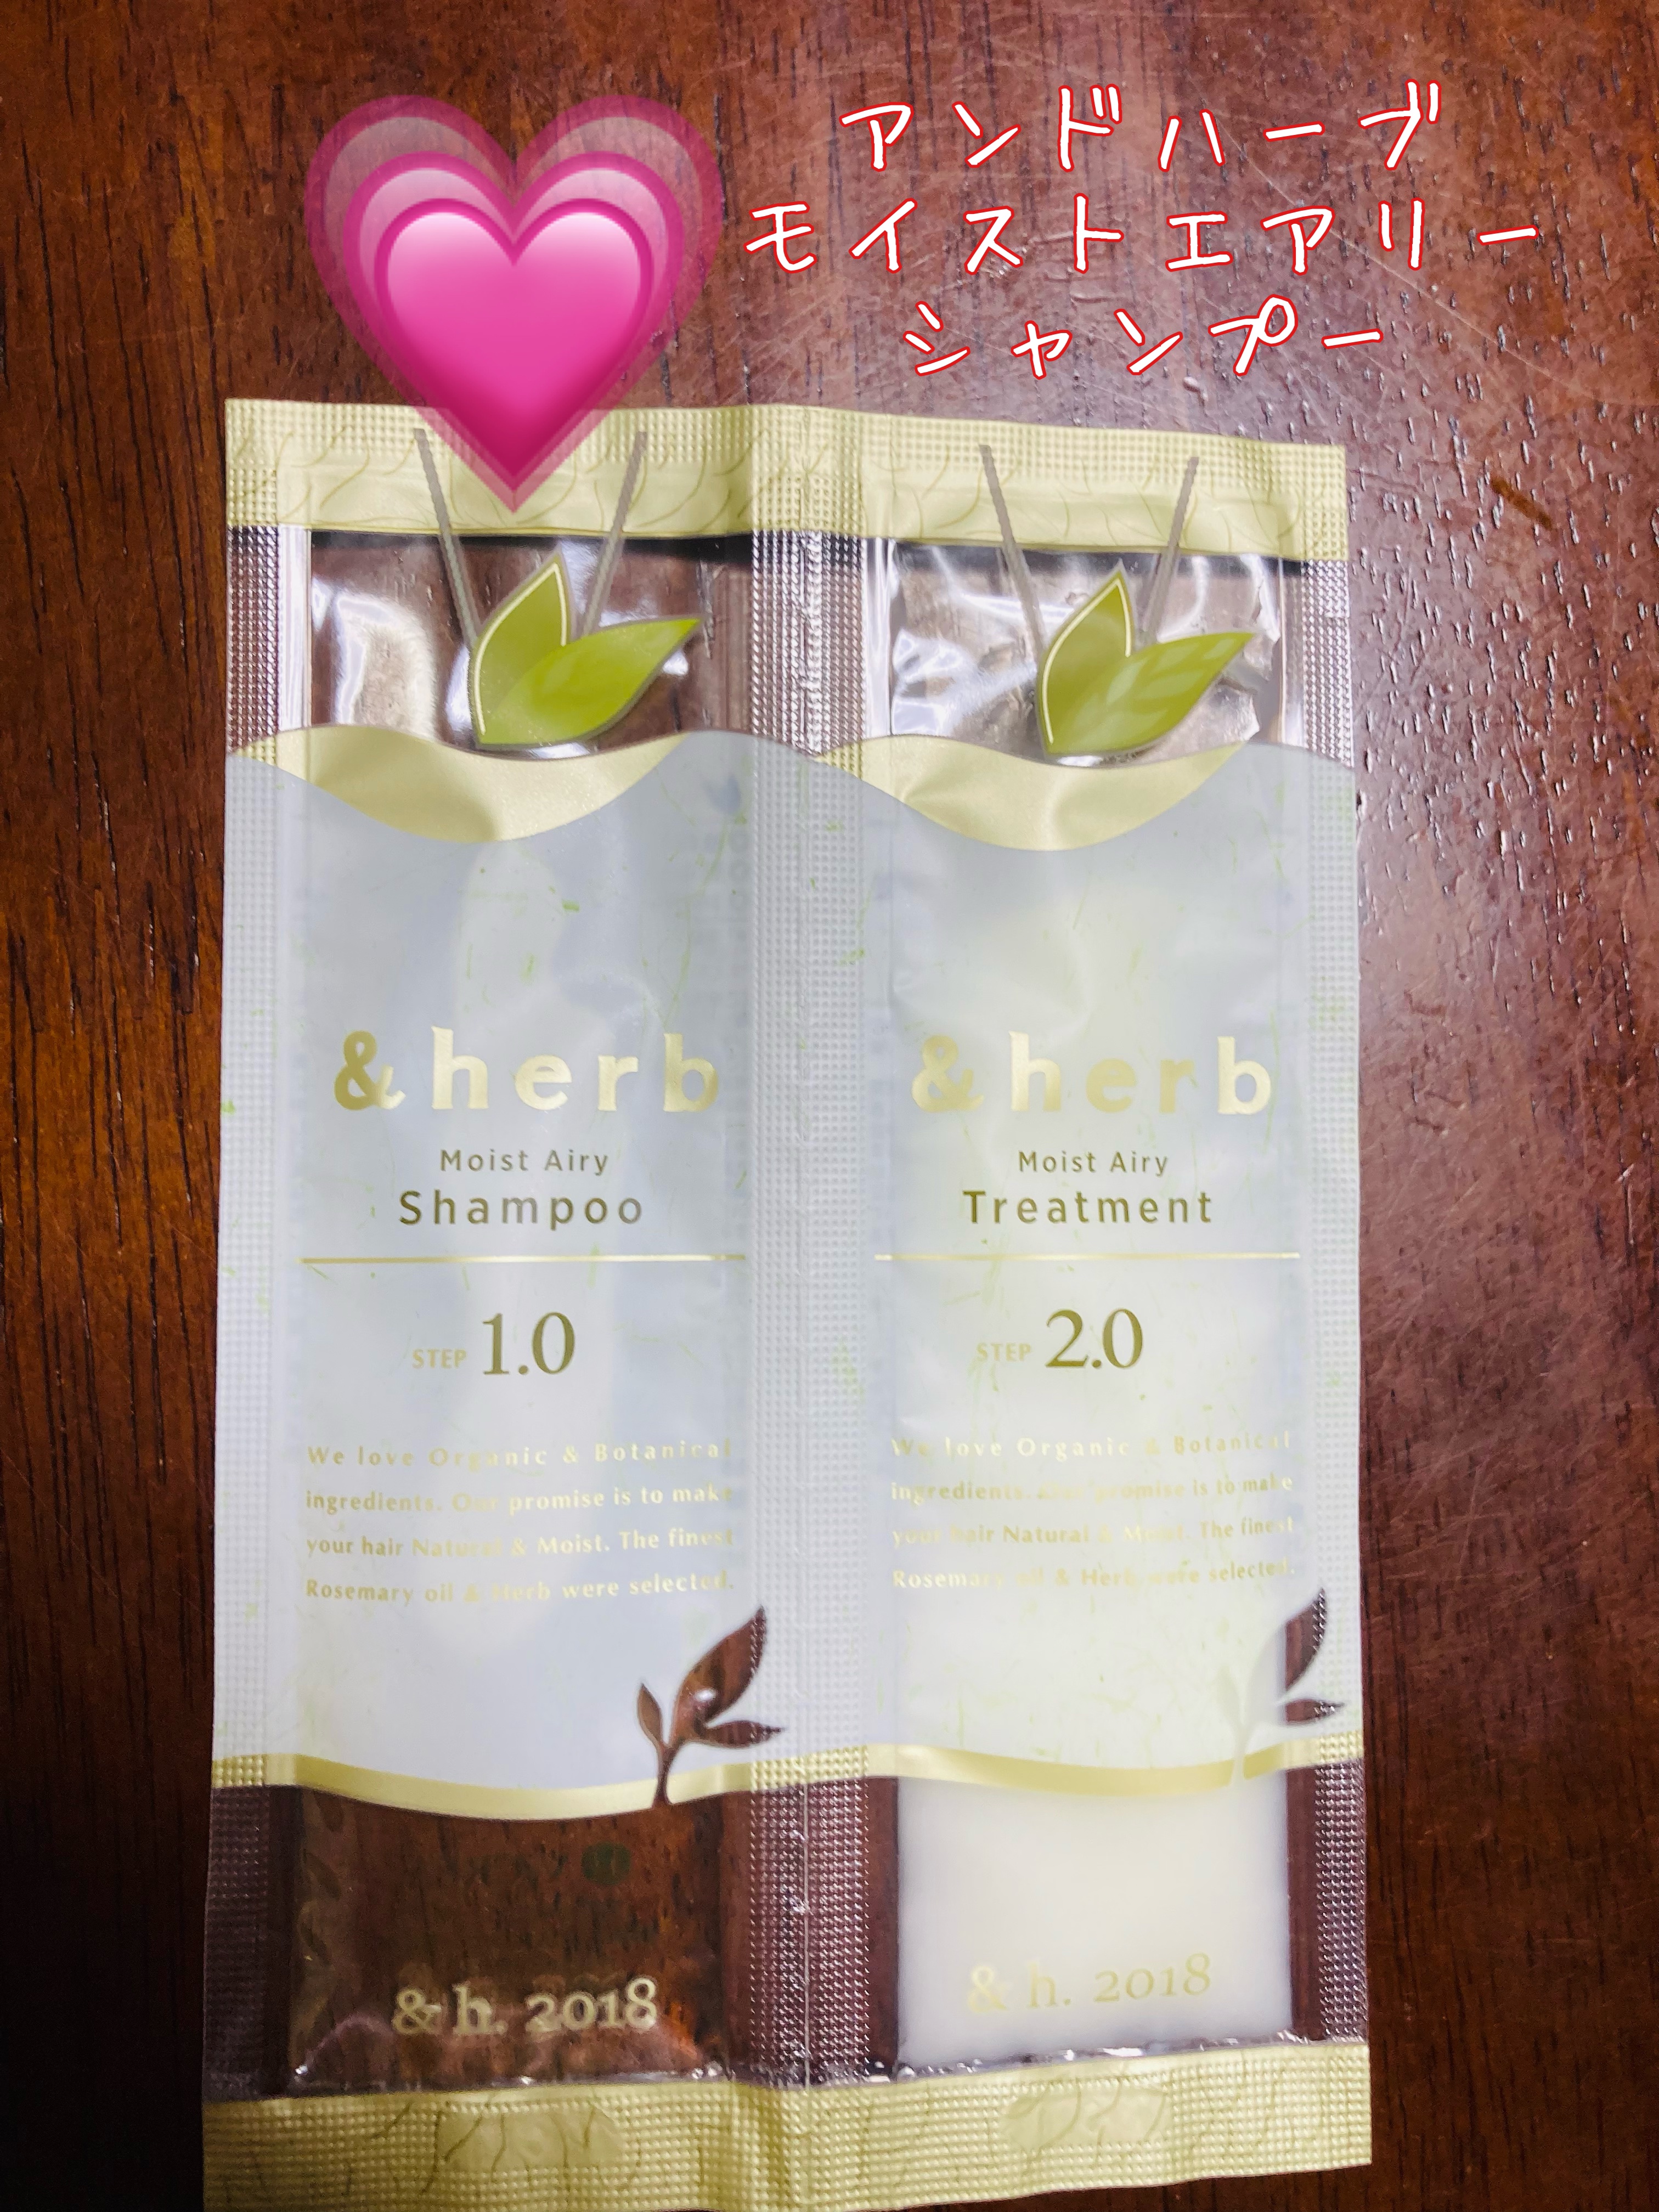 アンドハーブ
モイストエアリー
シャンプー
&herb
Moist Airy
Shampoo
STEP 1.0
We love Organic & Botanical
ingredients. Our promise is to make
your hair Natural & Moist. The finest
Rosemary oil & Herb were selected.
& h. 2018
&herb
Moist Airy
Treatment
STEP 2.0
We love Organic & Botanical
ingredients. Our promise is to make
your hair Natural & Moist. The finest
Rosemary oil & Herb were selected.
& h. 2018